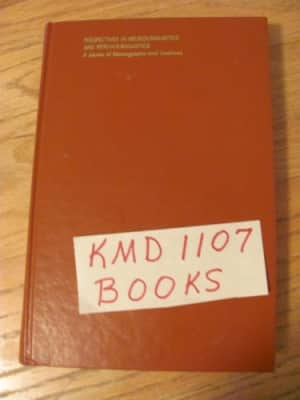 PERSPECTIVES IN NEUROLINGUISTICS
AND PSYCHOLINGUISTICS
A Series of Monographs and Treatises
KMD 1107
BOOKS